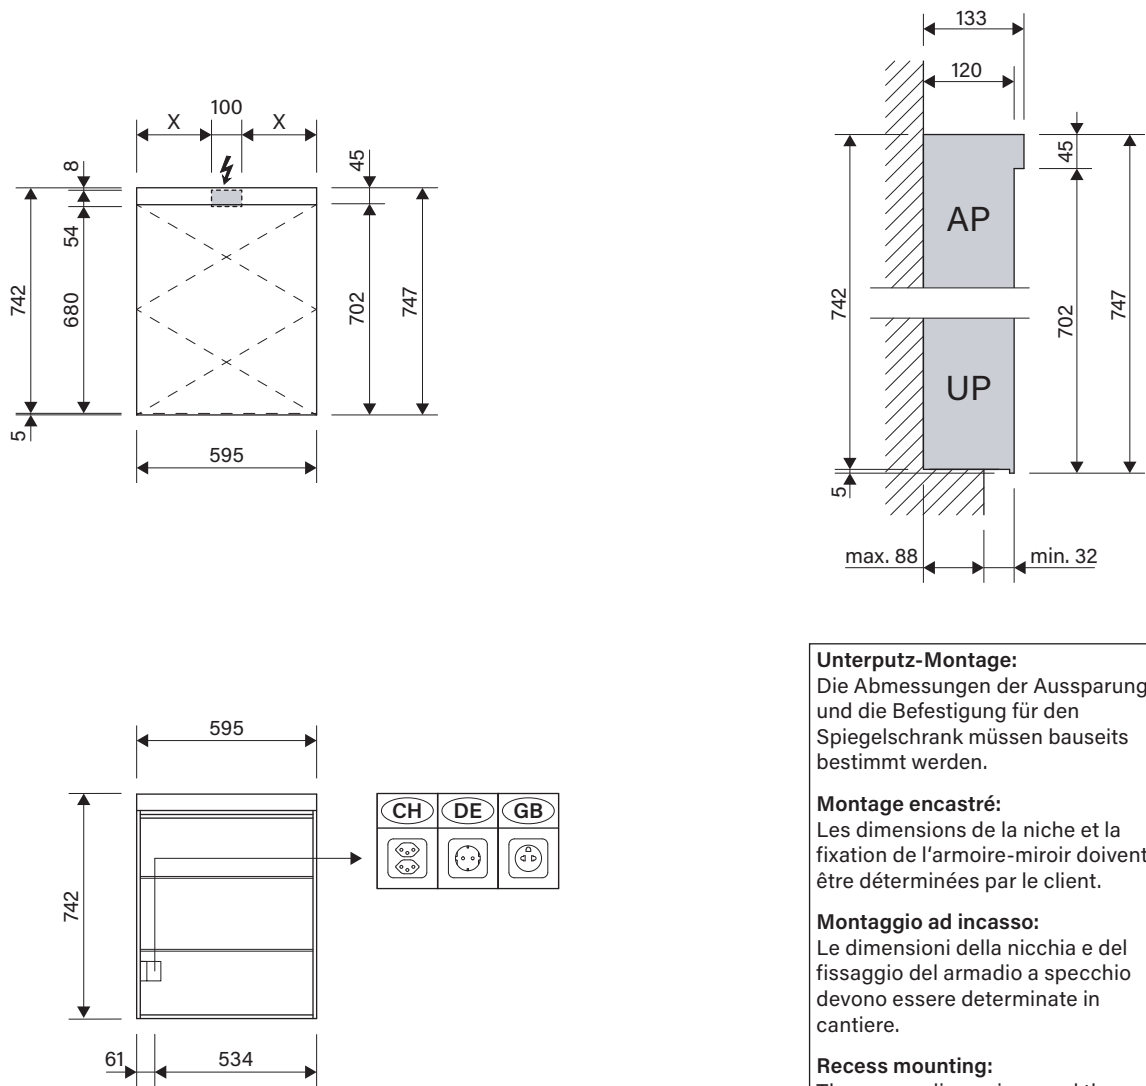 133
120
X
100
X
8
45
45
54
AP
742
680
702
747
742
702
747
UP
5
595
5
max. 88
min. 32
Unterputz-Montage:
Die Abmessungen der Aussparung
und die Befestigung für den
Spiegelschrank müssen bauseits
bestimmt werden.
Montage encastré:
Les dimensions de la niche et la
fixation de l'armoire-miroir doivent
être déterminées par le client.
Montaggio ad incasso:
Le dimensioni della nicchia e del
fissaggio del armadio a specchio
devono essere determinate in
cantiere.
Recess mounting:
595
CH
DE
GB
742
61
534